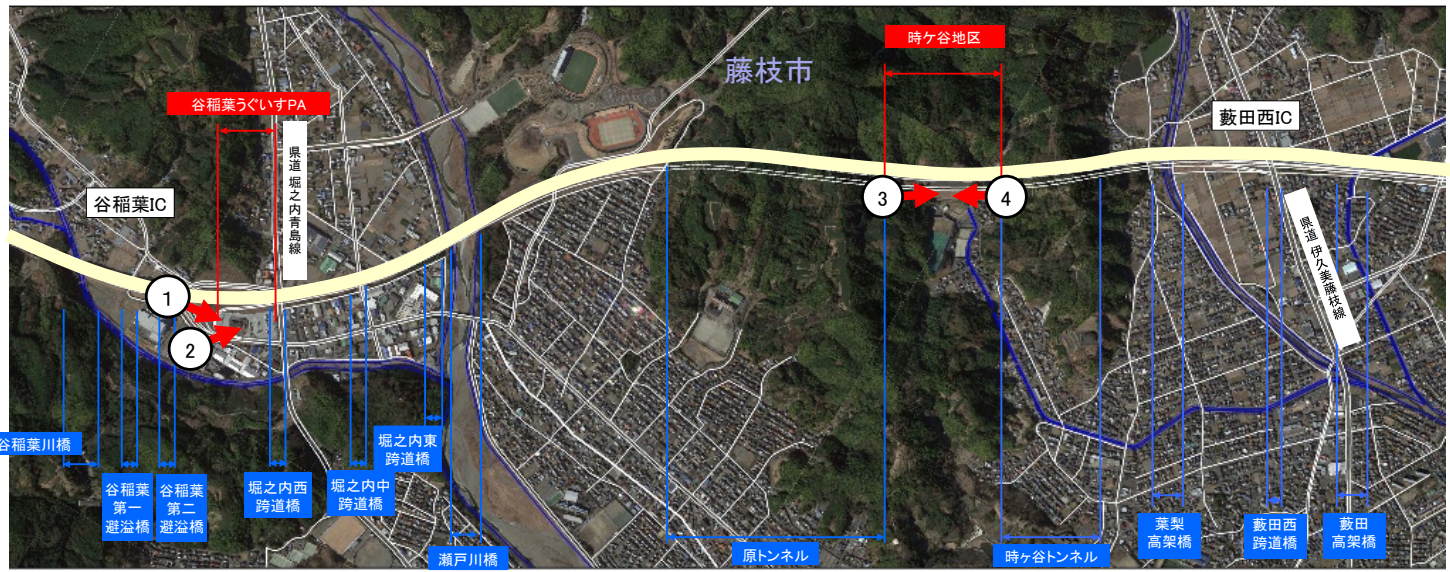 時ケ谷地区
藤枝市
谷稲葉うぐいすPA
県道 堀之内青島線
谷稲葉IC
藪田西IC
県道 伊久美藤枝線
1
2
3
4
谷稲葉川橋
谷稲葉
第一
避溢橋
谷稲葉
第二
避溢橋
堀之内西
跨道橋
堀之内中
跨道橋
堀之内東
跨道橋
瀬戸川橋
原トンネル
時ヶ谷トンネル
葉梨
高架橋
藪田西
跨道橋
藪田
高架橋